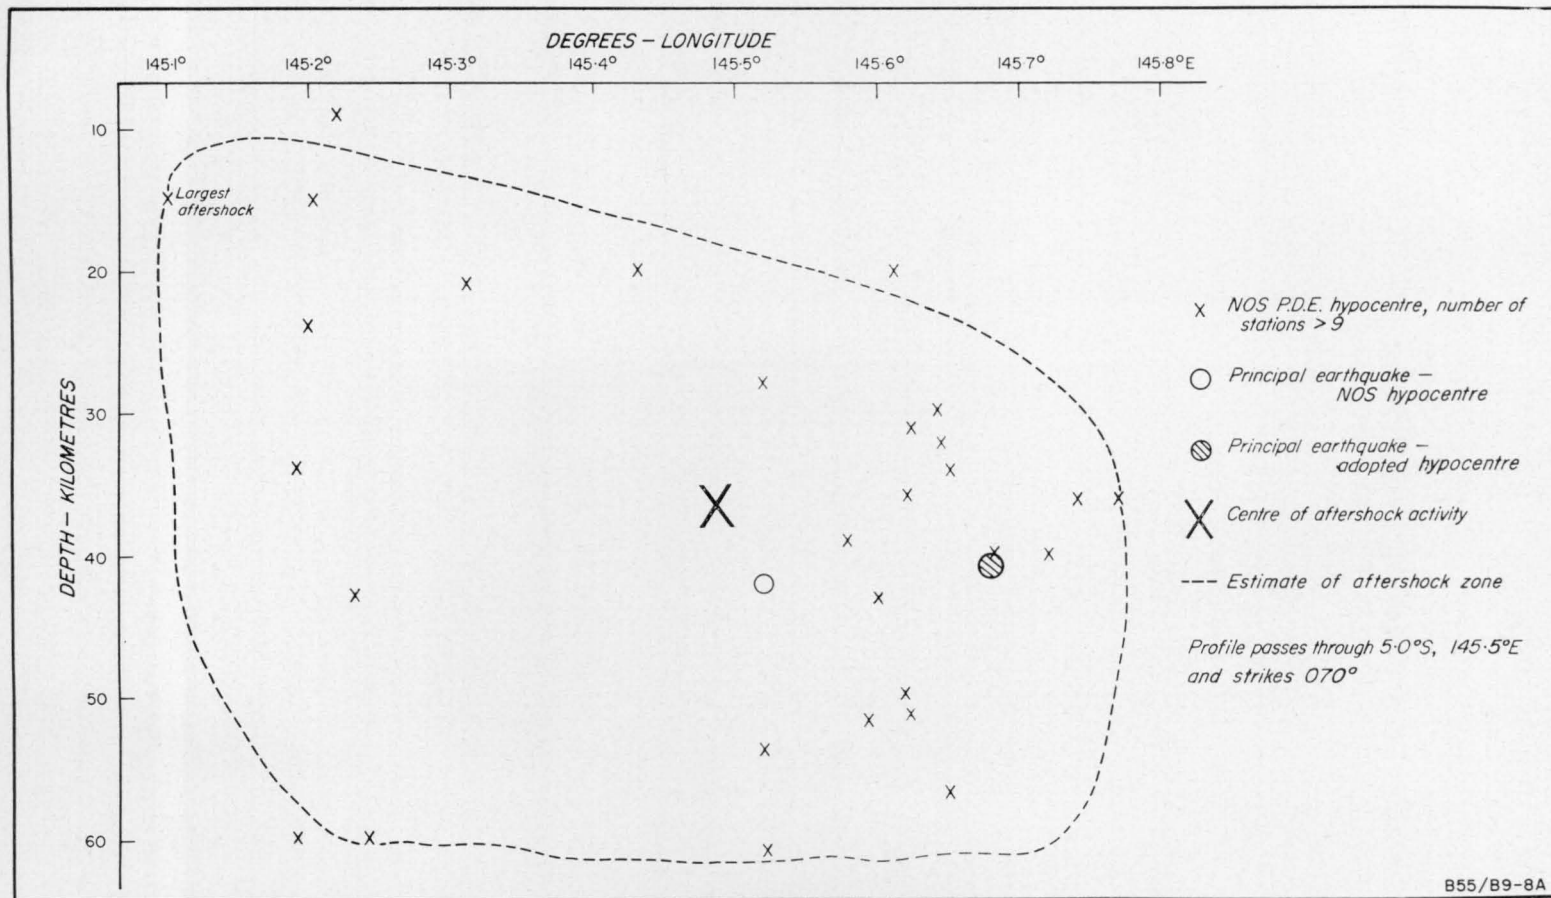 DEGREES – LONGITUDE
145·1° 145·2° 145·3° 145·4° 145·5° 145·6° 145·7° 145·8°E
DEPTH – KILOMETRES
10
20
30
40
50
60
Largest
aftershock
x NOS P.D.E. hypocentre, number of
stations > 9
Principal earthquake –
NOS hypocentre
Principal earthquake –
adopted hypocentre
X Centre of aftershock activity
---- Estimate of aftershock zone
Profile passes through 5·0°S, 145·5°E
and strikes 070°
B55/B9-8A